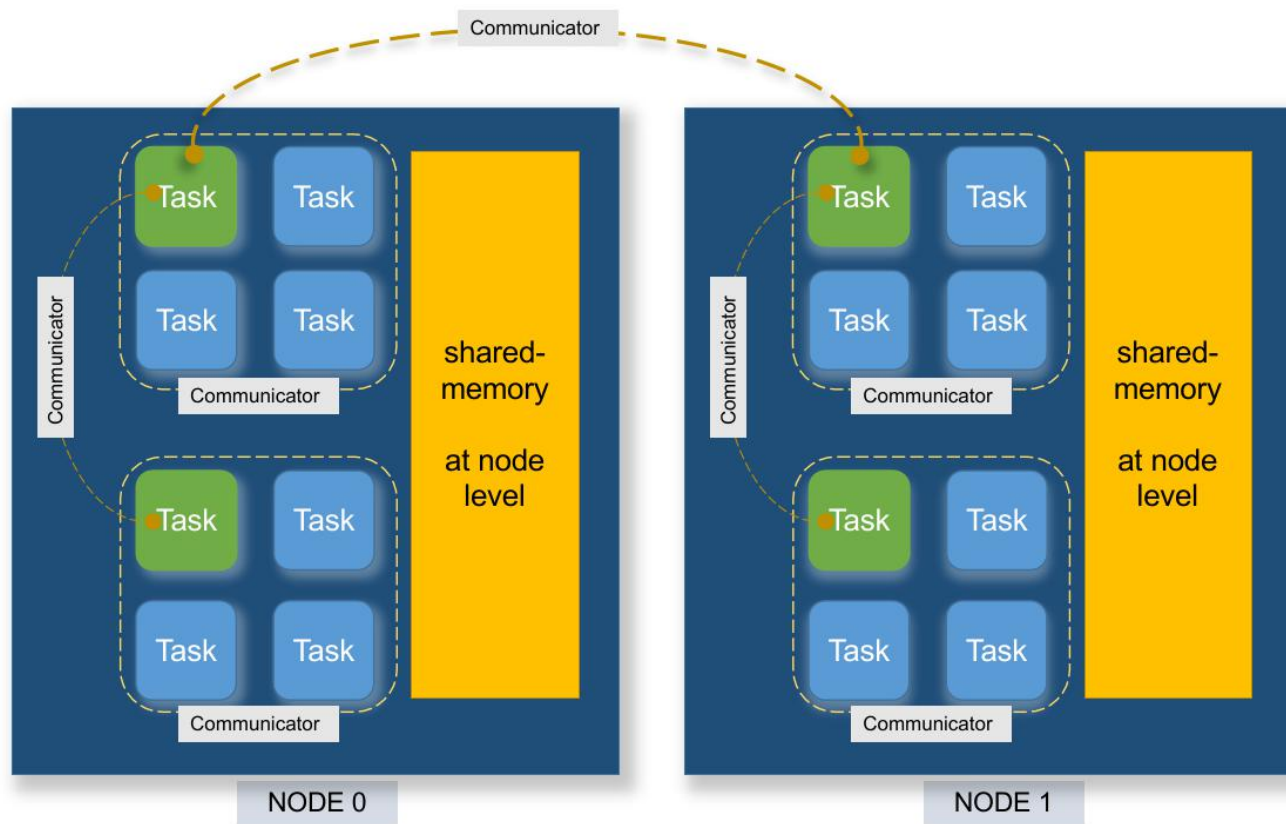 Communicator
Task
Task
Task
Task
Communicator
Communicator
Task
Task
Task
Task
Communicator
shared-
memory
at node
level
NODE 0
Task
Task
Task
Task
Communicator
Communicator
Task
Task
Task
Task
Communicator
shared-
memory
at node
level
NODE 1